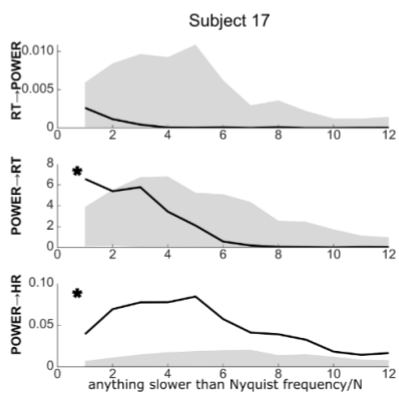 Subject 17
RT→POWER
0.010
0.005
0
0 2 4 6 8 10 12
POWER→RT
*
8
6
4
2
0
0 2 4 6 8 10 12
POWER→HR
*
0.10
0.05
0
0 2 4 6 8 10 12
anything slower than Nyquist frequency/N